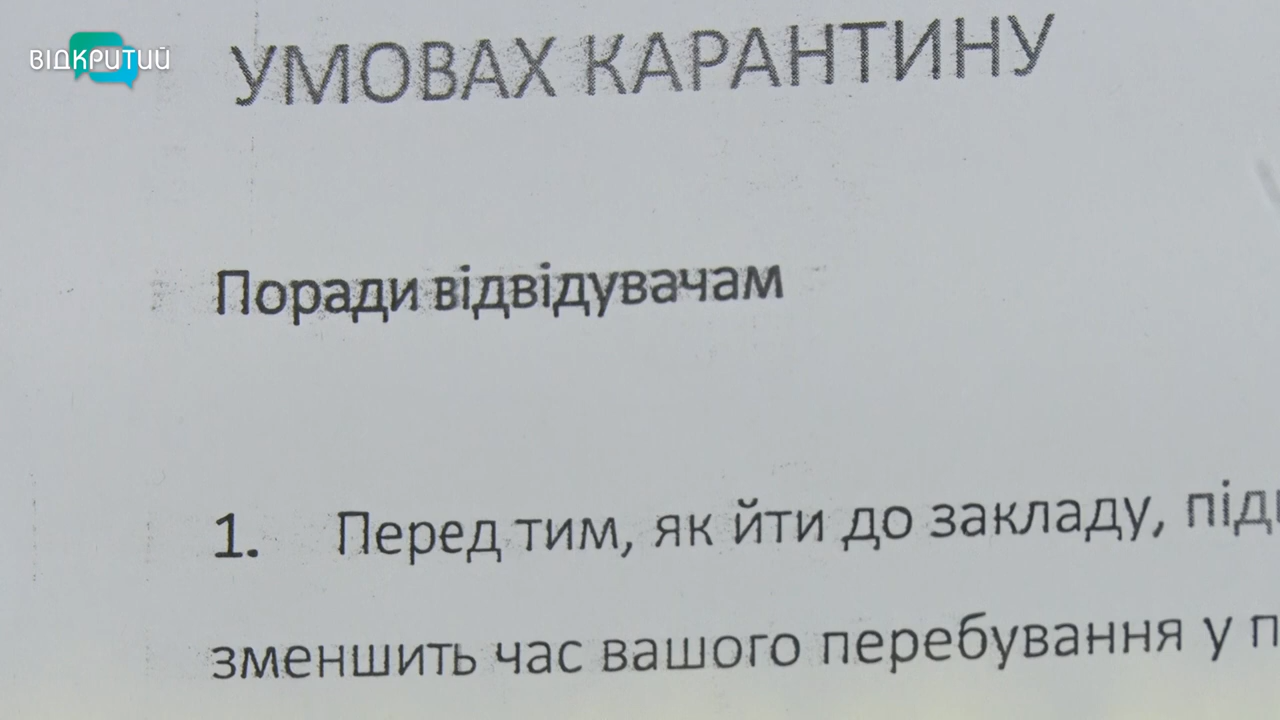 ВІДКРИТИЙ
УМОВАХ КАРАНТИНУ
Поради відвідувачам
1. Перед тим, як йти до закладу,
зменшить час вашого перебування у